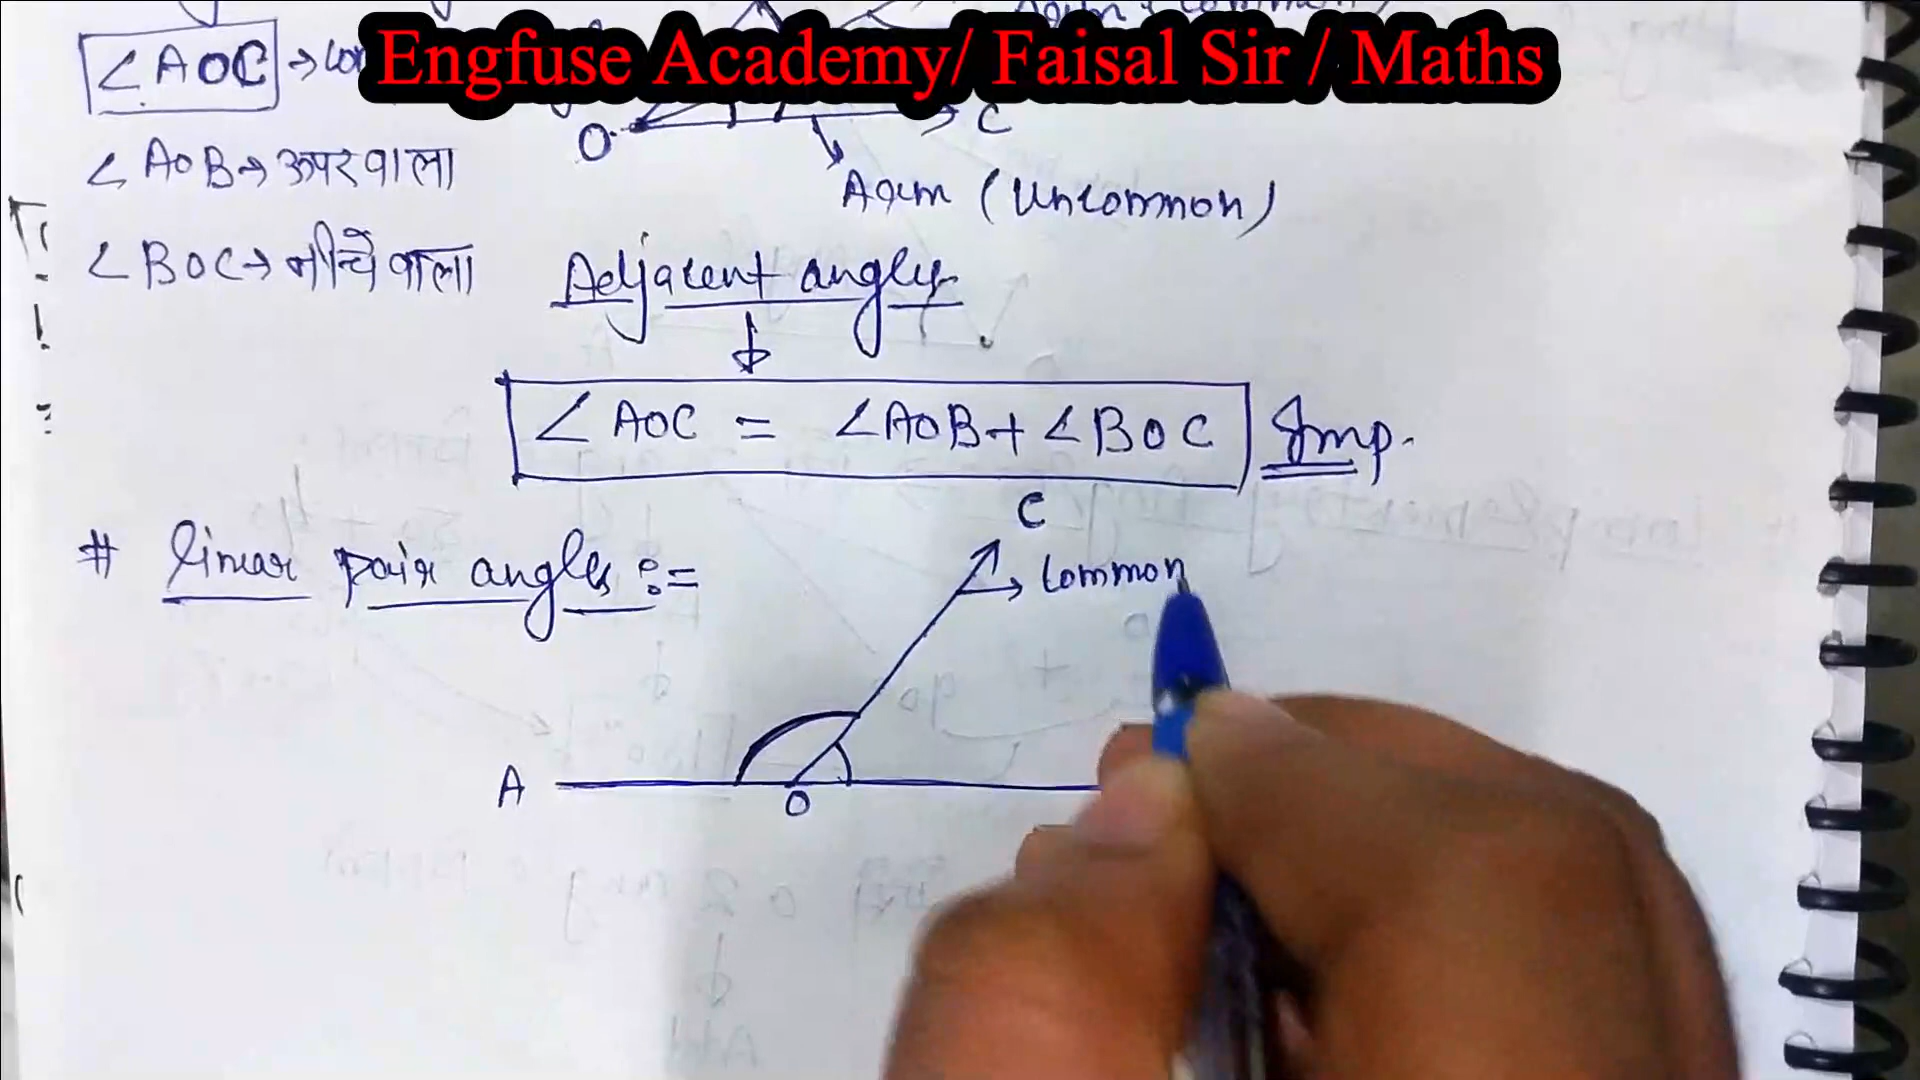 Engfuse Academy/ Faisal Sir / Maths
∠AOC →
O C
∠AOB → ऊपर वाला
Arm (Uncommon)
∠BOC → नीचे वाला
Adjacent angles
∠AOC = ∠AOB + ∠BOC Imp.
C
# linear pair angles :=
→ Common
A
O